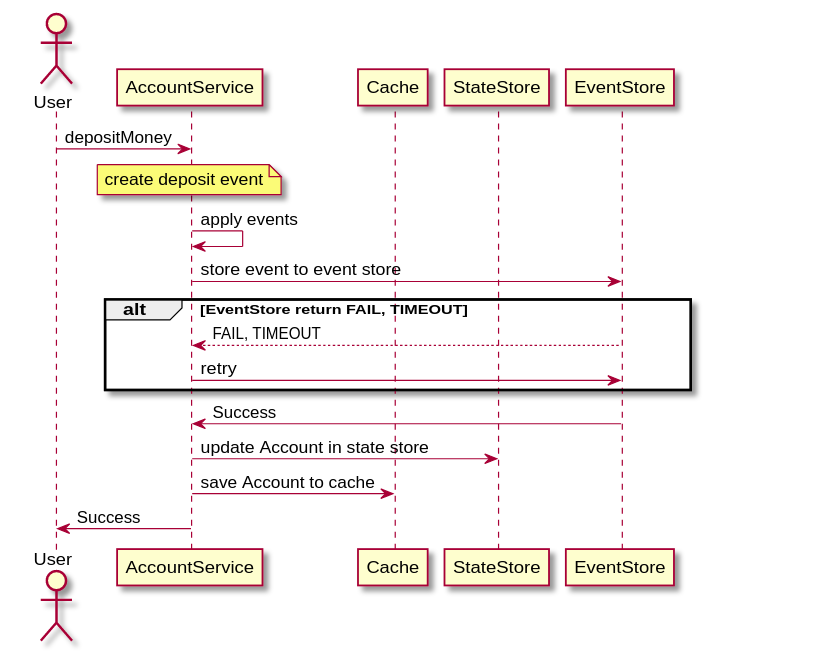 User
AccountService
Cache
StateStore
EventStore
depositMoney
create deposit event
apply events
store event to event store
alt
[EventStore return FAIL, TIMEOUT]
FAIL, TIMEOUT
retry
Success
update Account in state store
save Account to cache
Success
User
AccountService
Cache
StateStore
EventStore